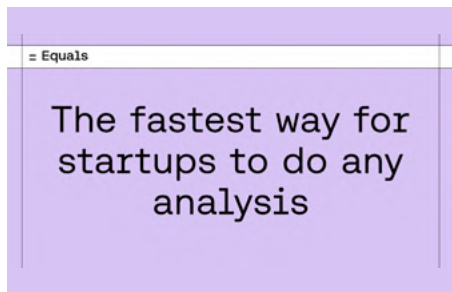 = Equals
The fastest way for
startups to do any
analysis